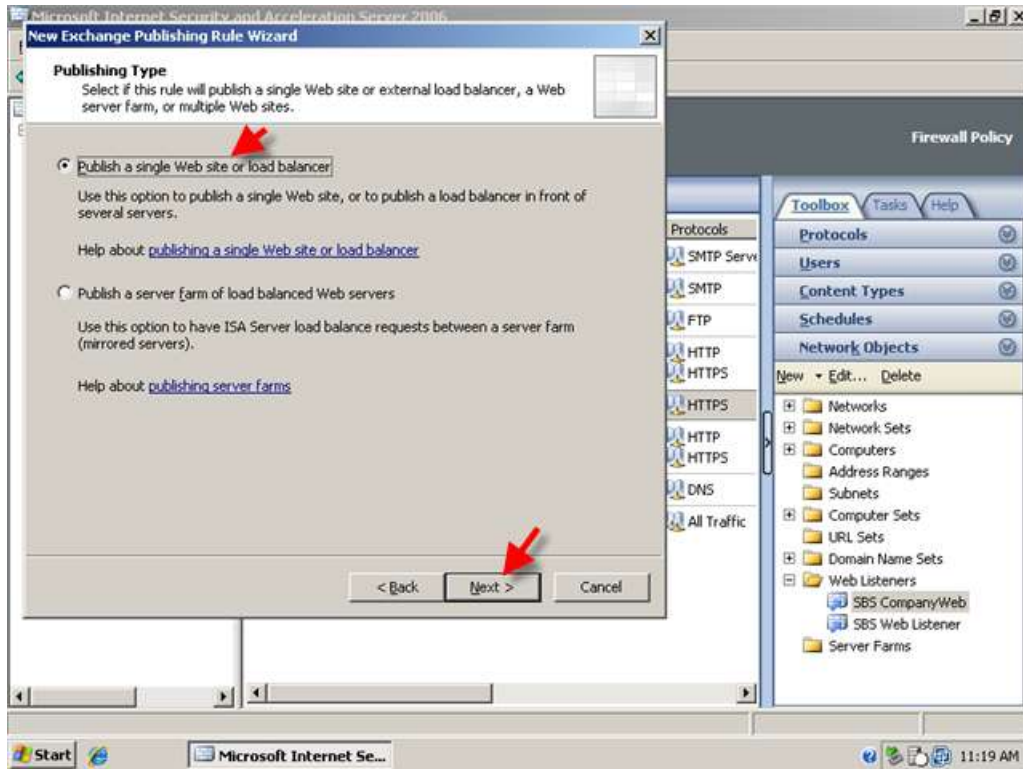 Microsoft Internet Security and Acceleration Server 2006
New Exchange Publishing Rule Wizard
Publishing Type
Select if this rule will publish a single Web site or external load balancer, a Web
server farm, or multiple Web sites.
Publish a single Web site or load balancer
Use this option to publish a single Web site, or to publish a load balancer in front of
several servers.
Help about publishing a single Web site or load balancer
Publish a server farm of load balanced Web servers
Use this option to have ISA Server load balance requests between a server farm
(mirrored servers).
Help about publishing server farms
< Back
Next >
Cancel
Protocols
SMTP Serve
SMTP
FTP
HTTP
HTTPS
HTTPS
HTTP
HTTPS
DNS
All Traffic
Firewall Policy
Toolbox
Tasks
Help
Protocols
Users
Content Types
Schedules
Network Objects
New
Edit...
Delete
Networks
Network Sets
Computers
Address Ranges
Subnets
Computer Sets
URL Sets
Domain Name Sets
Web Listeners
SBS CompanyWeb
SBS Web Listener
Server Farms
Start
Microsoft Internet Se...
11:19 AM